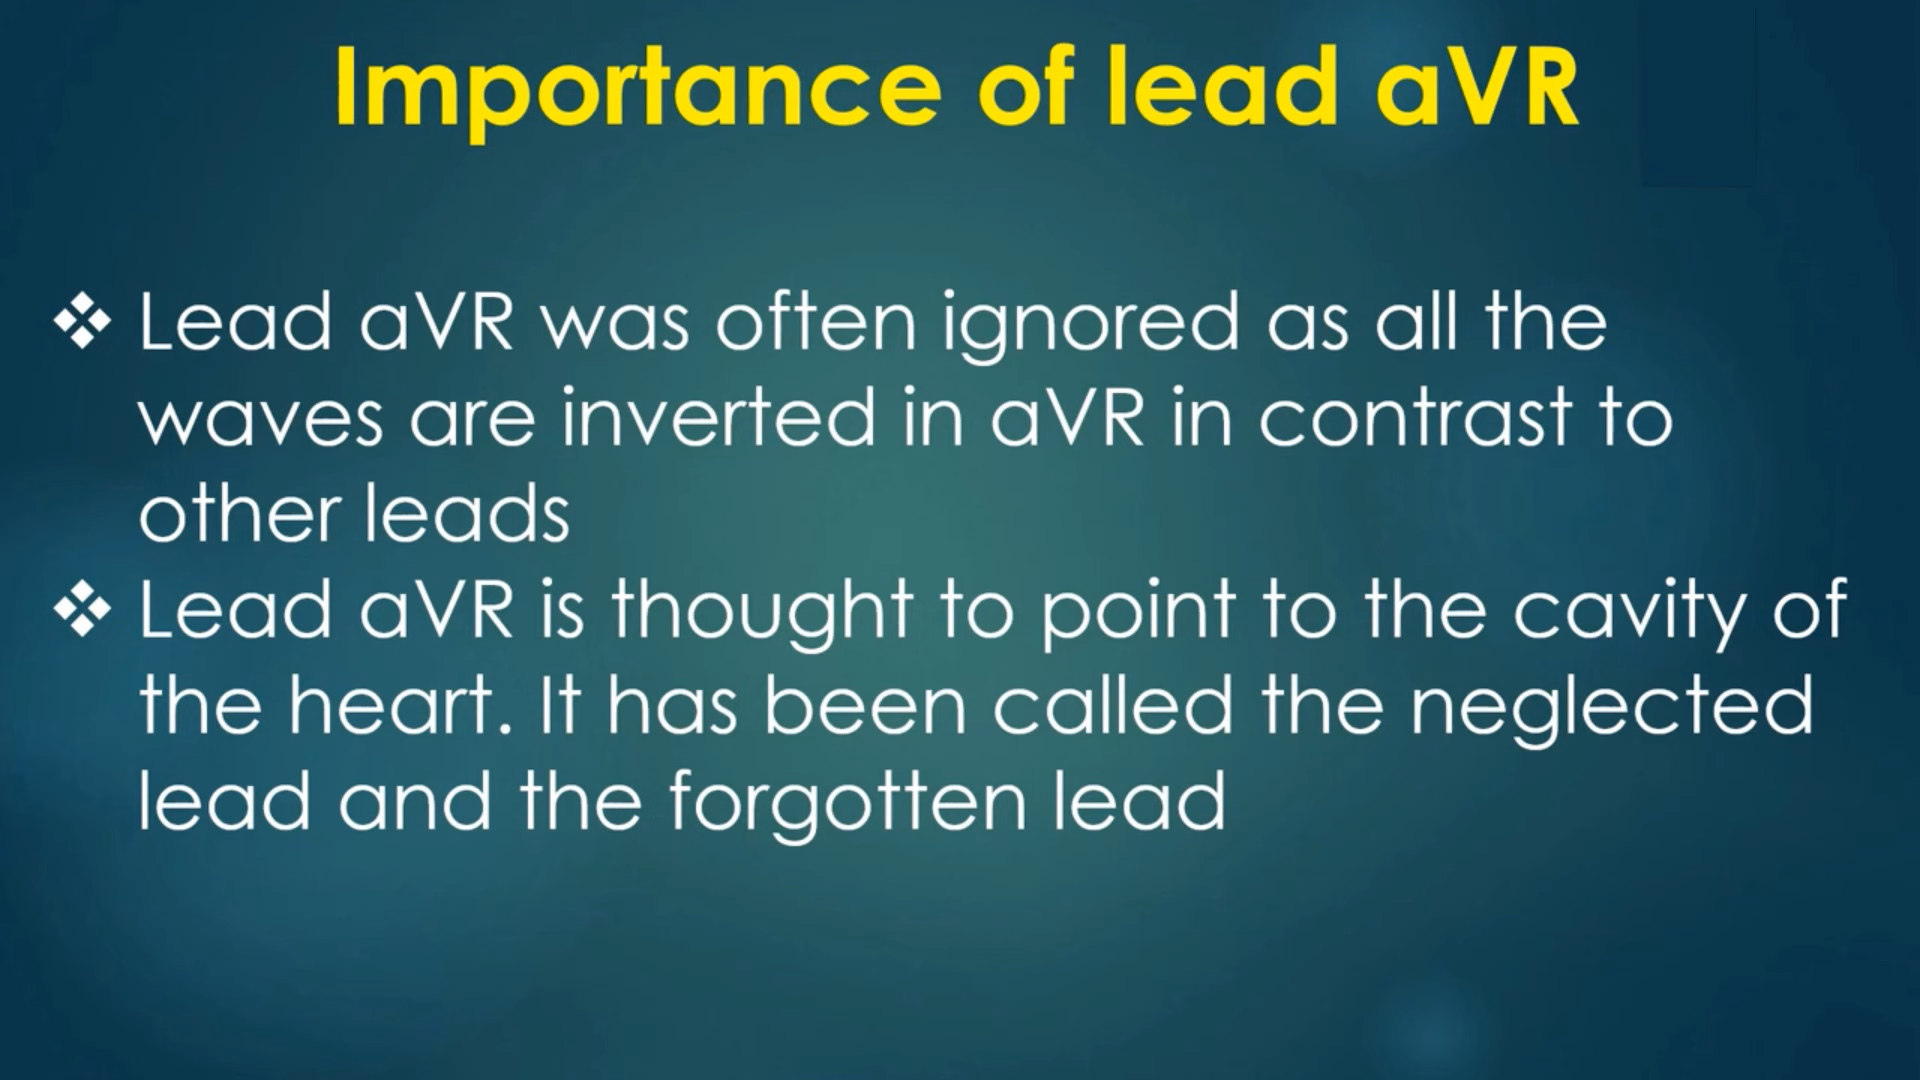 Importance of lead aVR
❖ Lead aVR was often ignored as all the
waves are inverted in aVR in contrast to
other leads
❖ Lead aVR is thought to point to the cavity of
the heart. It has been called the neglected
lead and the forgotten lead